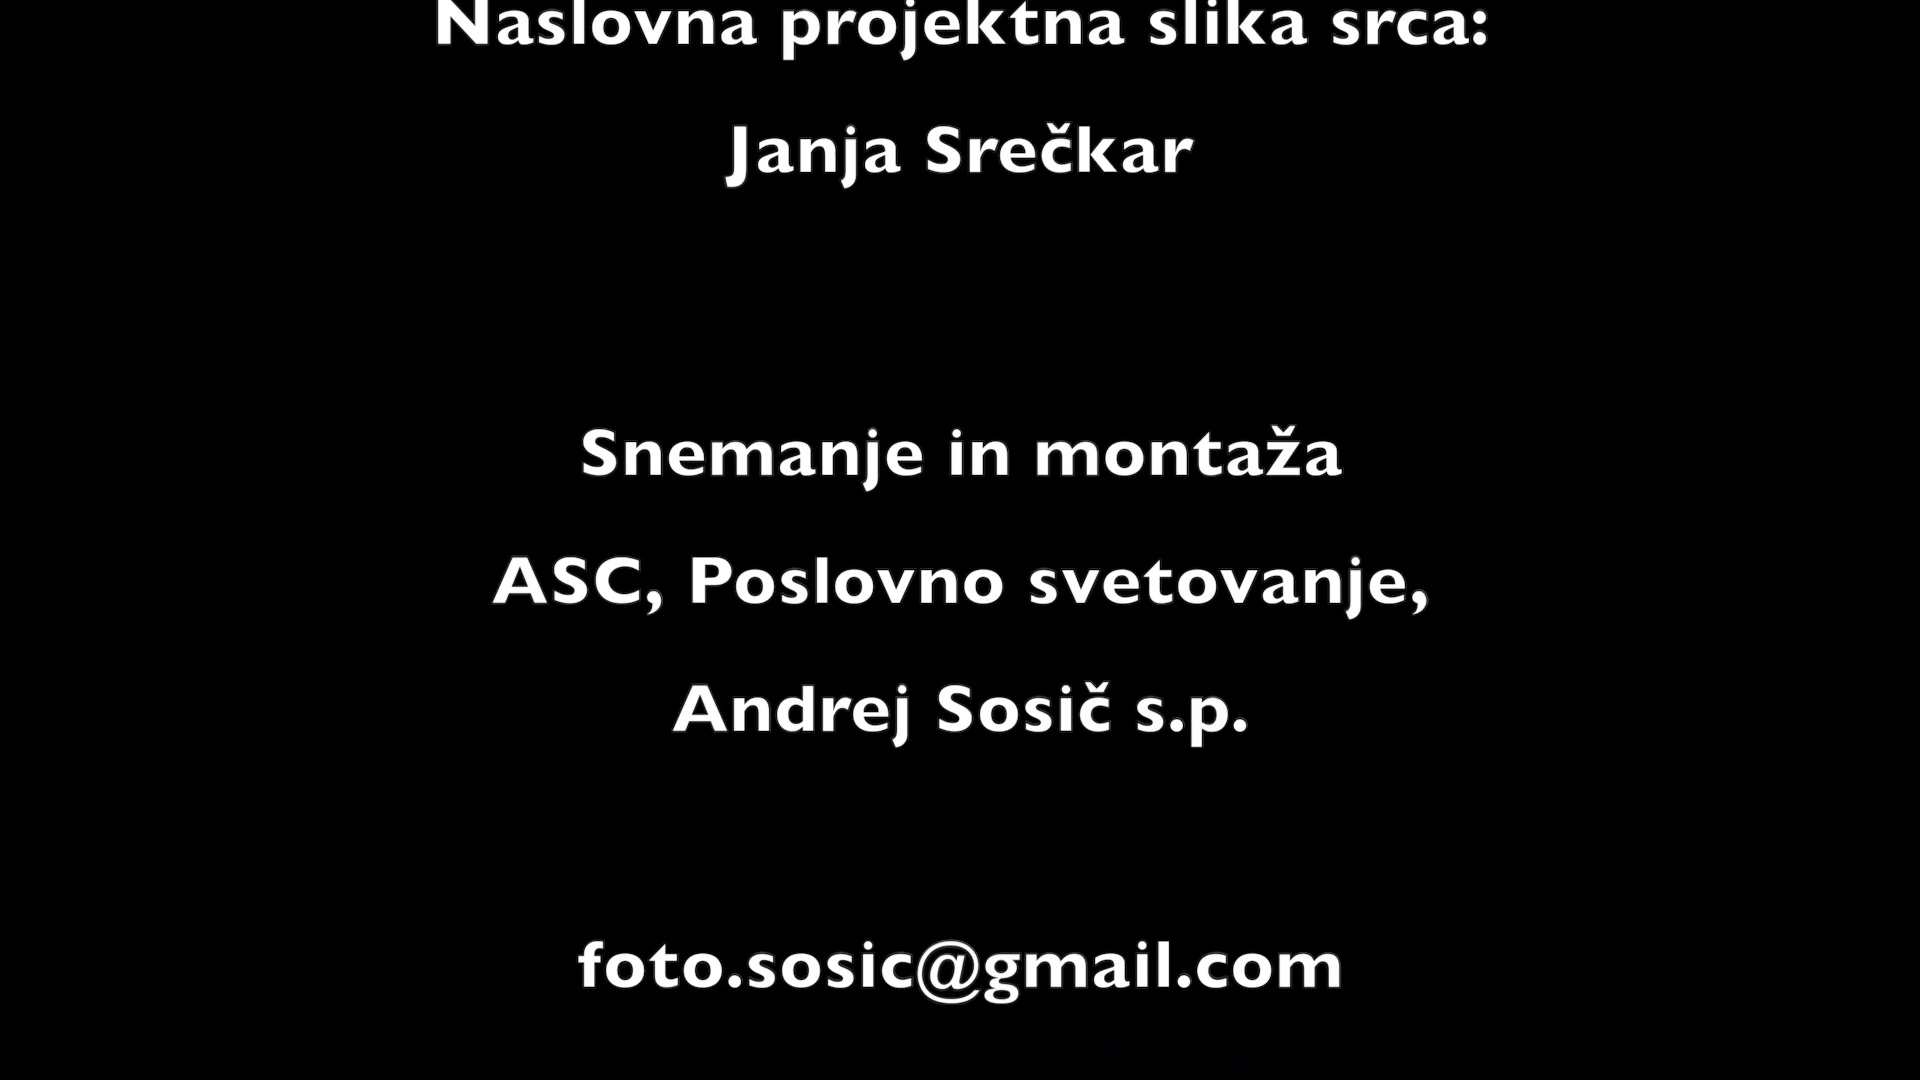 Naslovna projektna slika srca:
Janja Srečkar
Snemanje in montaža
ASC, Poslovno svetovanje,
Andrej Sosič s.p.
foto.sosic@gmail.com